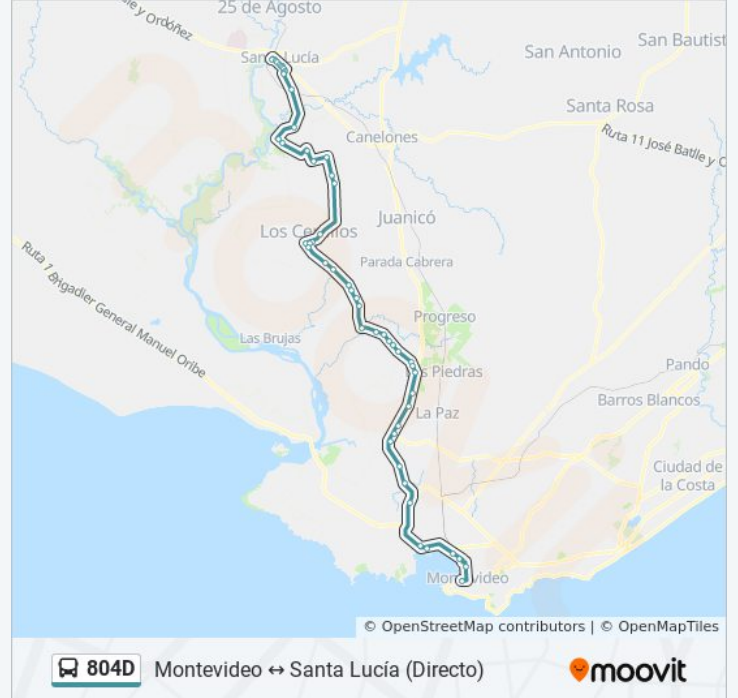 lle y Ordóñez
25 de Agosto
Santa Lucía
San Antonio
San Bautist
Santa Rosa
Canelones
Ruta 11 José Batlle y O
Juanicó
Los Cerrillos
Parada Cabrera
Ruta 1 Brigadier General Manuel Oribe
Progreso
Las Brujas
s Piedras
Pando
La Paz
Barros Blancos
Ciudad de
la Costa
Montevideo
© OpenStreetMap contributors | © OpenMapTiles
804D Montevideo ↔ Santa Lucía (Directo)
moovit